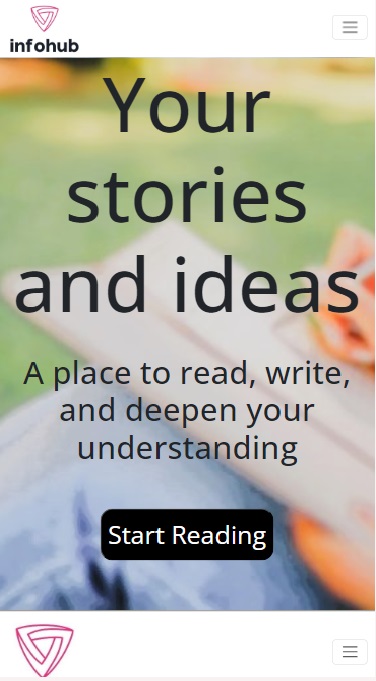 infohub
Your
stories
and ideas
A place to read, write,
and deepen your
understanding
Start Reading